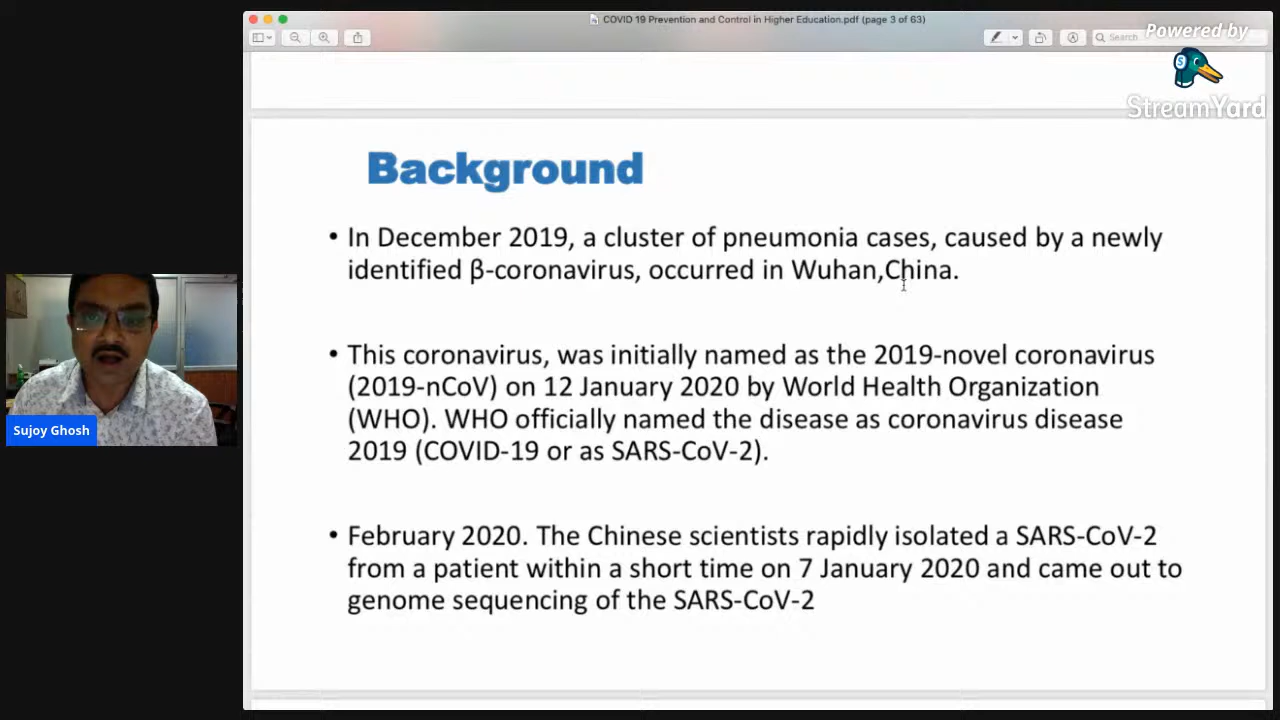 COVID 19 Prevention and Control in Higher Education.pdf (page 3 of 63)
Search
Powered by
S
StreamYard
Background
• In December 2019, a cluster of pneumonia cases, caused by a newly
identified β-coronavirus, occurred in Wuhan,China.
• This coronavirus, was initially named as the 2019-novel coronavirus
(2019-nCoV) on 12 January 2020 by World Health Organization
(WHO). WHO officially named the disease as coronavirus disease
2019 (COVID-19 or as SARS-CoV-2).
• February 2020. The Chinese scientists rapidly isolated a SARS-CoV-2
from a patient within a short time on 7 January 2020 and came out to
genome sequencing of the SARS-CoV-2
Sujoy Ghosh